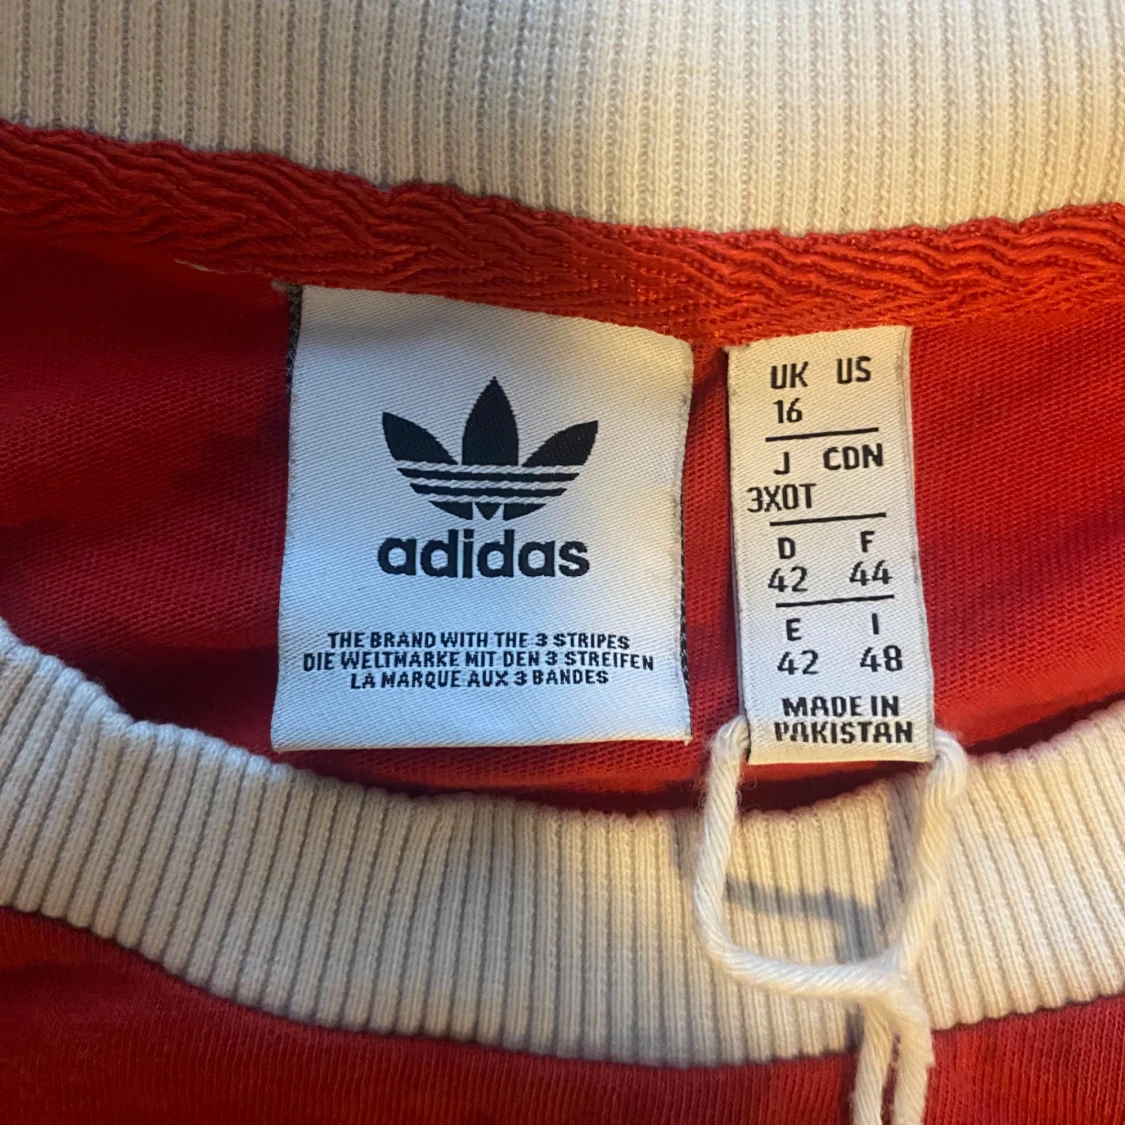 adidas
THE BRAND WITH THE 3 STRIPES
DIE WELTMARKE MIT DEN 3 STREIFEN
LA MARQUE AUX 3 BANDES
UK US
16
J CDN
3XOT
D F
42 44
E I
42 48
MADE IN
PAKISTAN